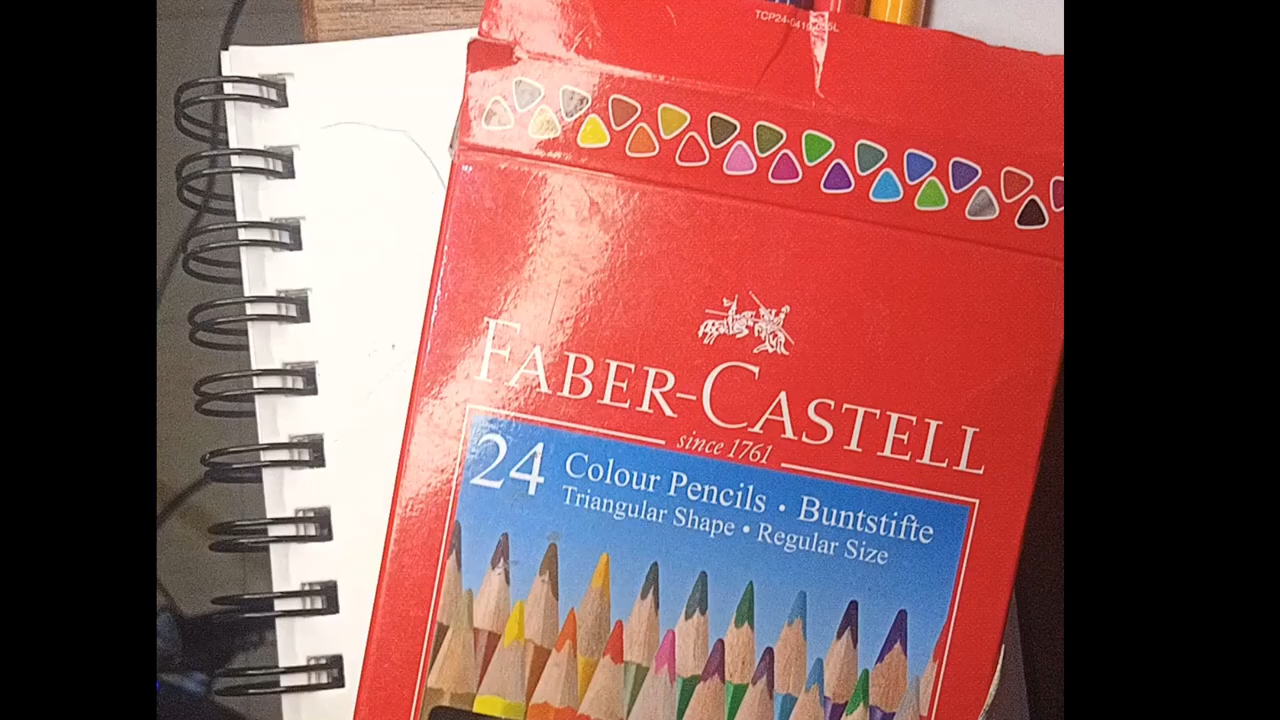 FABER-CASTELL
since 1761
24 Colour Pencils • Buntstifte
Triangular Shape • Regular Size